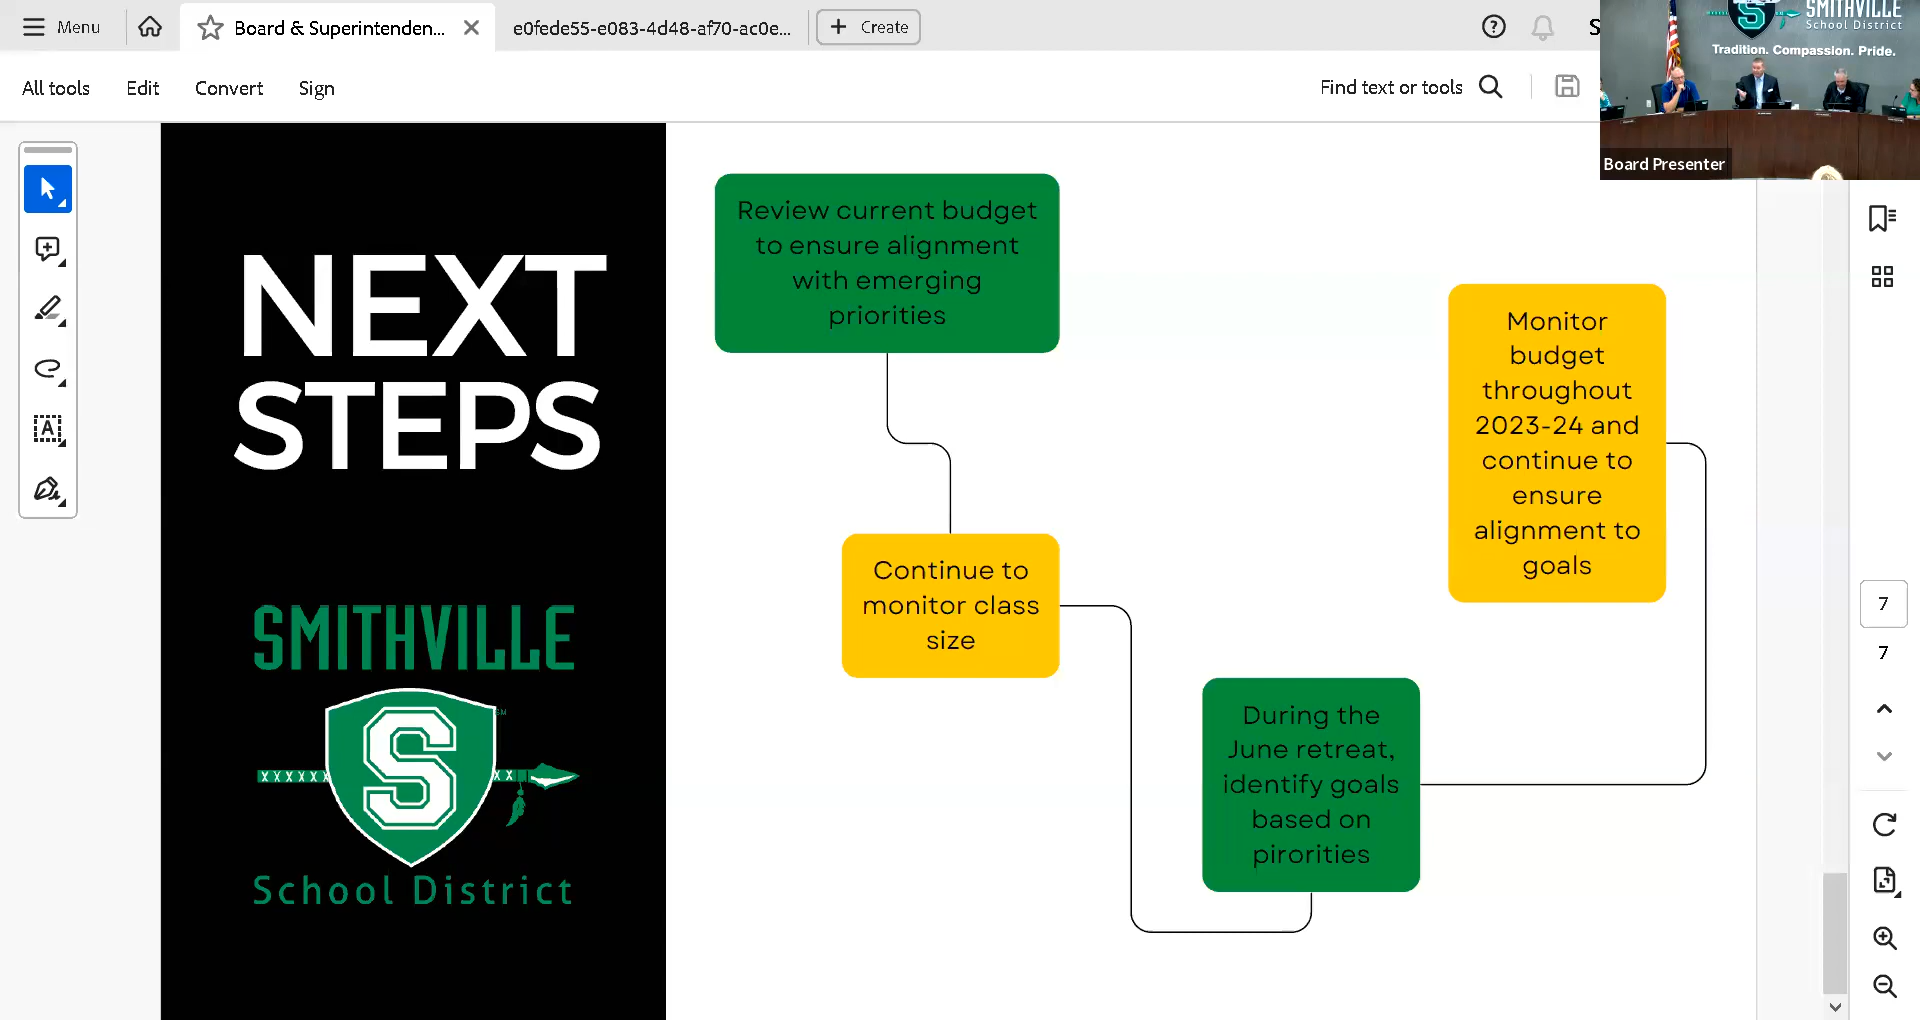 Menu
Board & Superintenden...
e0fede55-e083-4d48-af70-ac0e...
+ Create
All tools
Edit
Convert
Sign
Find text or tools
SMITHVILLE
School District
Tradition. Compassion. Pride.
Board Presenter
NEXT
STEPS
SMITHVILLE
S
SM
School District
Review current budget
to ensure alignment
with emerging
priorities
Continue to
monitor class
size
During the
June retreat,
identify goals
based on
pirorities
Monitor
budget
throughout
2023-24 and
continue to
ensure
alignment to
goals
7
7